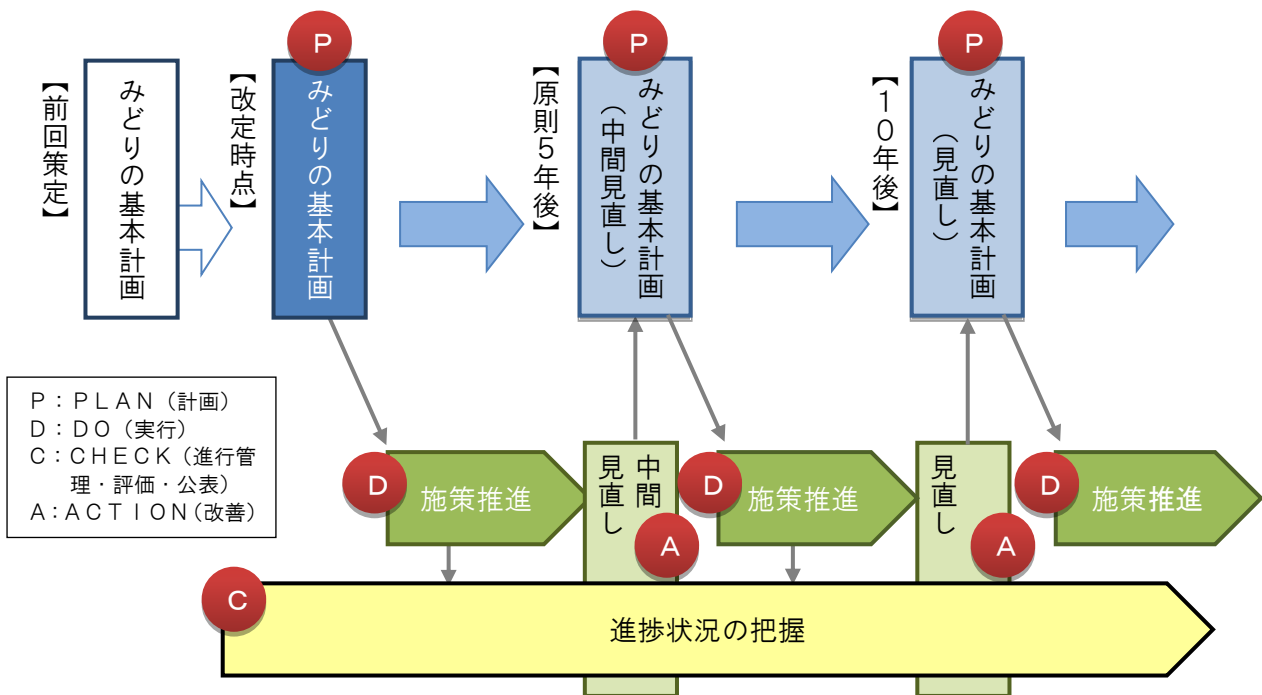 P
P
P
【前回策定】
みどりの基本計画
【改定時点】
みどりの基本計画
【原則５年後】
みどりの基本計画
（中間見直し）
【１０年後】
みどりの基本計画
（見直し）
Ｐ：ＰＬＡＮ（計画）
Ｄ：ＤＯ（実行）
Ｃ：ＣＨＥＣＫ（進行管
理・評価・公表）
Ａ：ＡＣＴＩＯＮ（改善）
D
施策推進
中間
見直し
A
D
施策推進
見直し
A
D
施策推進
C
進捗状況の把握